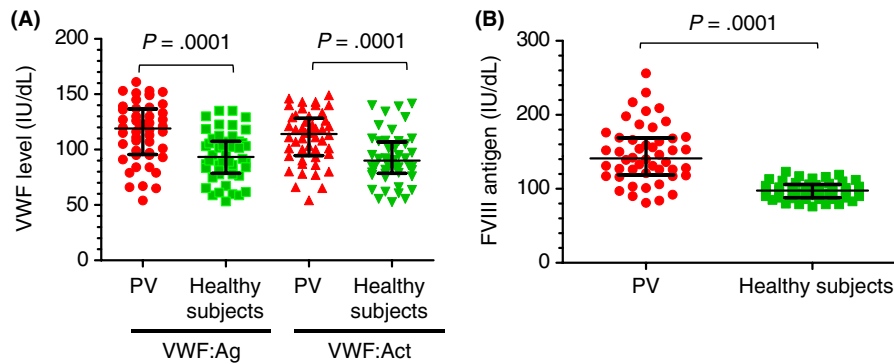 (A)
VWF level (IU/dL)
200
150
100
50
0
P = .0001
P = .0001
PV
Healthy
subjects
PV
Healthy
subjects
VWF:Ag
VWF:Act
(B)
FVIII antigen (IU/dL)
300
200
100
0
P = .0001
PV
Healthy subjects